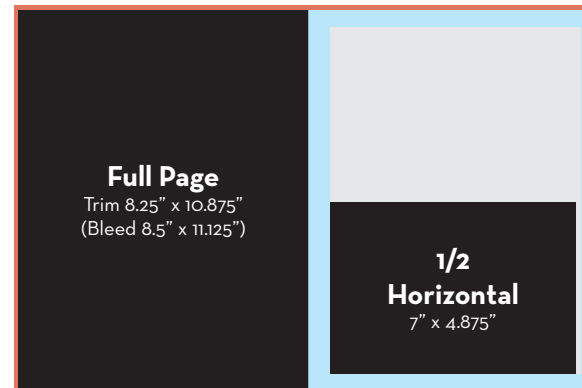 Full Page
Trim 8.25” x 10.875”
(Bleed 8.5” x 11.125”)
1/2
Horizontal
7” x 4.875”